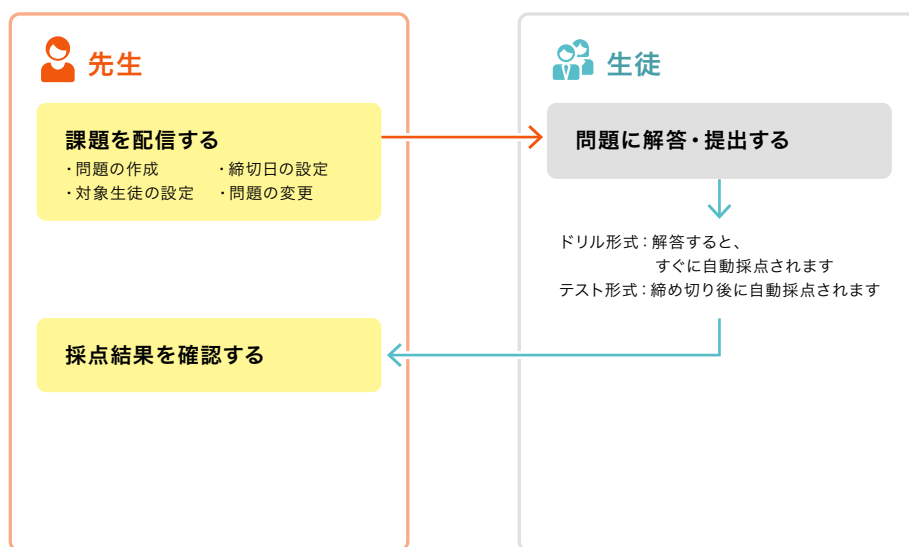 先生
課題を配信する
・問題の作成 ・締切日の設定
・対象生徒の設定 ・問題の変更
採点結果を確認する
生徒
問題に解答・提出する
ドリル形式：解答すると、
すぐに自動採点されます
テスト形式：締め切り後に自動採点されます